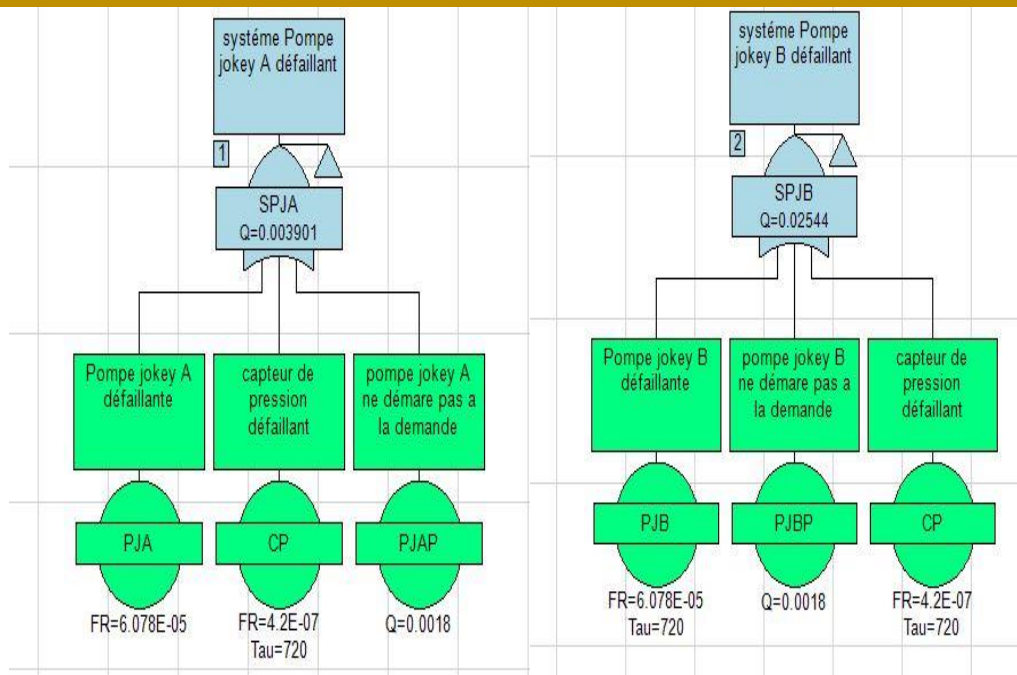 systéme Pompe
jokey A défaillant
1
SPJA
Q=0.003901
Pompe jokey A
défaillante
capteur de
pression
défaillant
pompe jokey A
ne démare pas a
la demande
PJA
CP
PJAP
FR=6.078E-05
FR=4.2E-07
Tau=720
Q=0.0018
systéme Pompe
jokey B défaillant
2
SPJB
Q=0.02544
Pompe jokey B
défaillante
pompe jokey B
ne démare pas a
la demande
capteur de
pression
défaillant
PJB
PJBP
CP
FR=6.078E-05
Tau=720
Q=0.0018
FR=4.2E-07
Tau=720